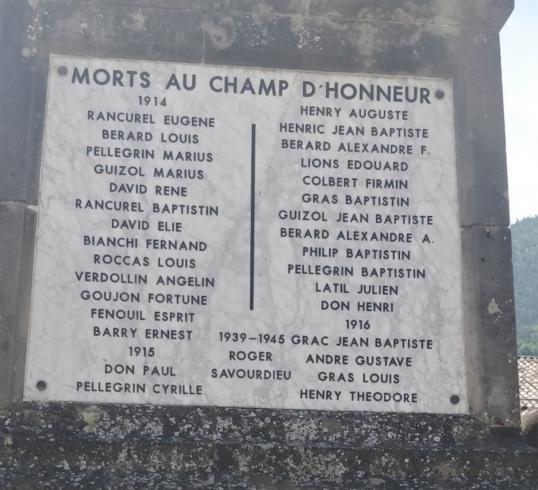 MORTS AU CHAMP D'HONNEUR
1914
RANCUREL EUGENE
BERARD LOUIS
PELLEGRIN MARIUS
GUIZOL MARIUS
DAVID RENE
RANCUREL BAPTISTIN
DAVID ELIE
BIANCHI FERNAND
ROCCAS LOUIS
VERDOLLIN ANGELIN
GOUJON FORTUNE
FENOUIL ESPRIT
BARRY ERNEST
1915
DON PAUL
PELLEGRIN CYRILLE
HENRY AUGUSTE
HENRIC JEAN BAPTISTE
BERARD ALEXANDRE F.
LIONS EDOUARD
COLBERT FIRMIN
GRAS BAPTISTIN
GUIZOL JEAN BAPTISTE
BERARD ALEXANDRE A.
PHILIP BAPTISTIN
PELLEGRIN BAPTISTIN
LATIL JULIEN
DON HENRI
1916
GRAC JEAN BAPTISTE
ANDRE GUSTAVE
GRAS LOUIS
HENRY THEODORE
1939-1945
ROGER
SAVOURDIEU